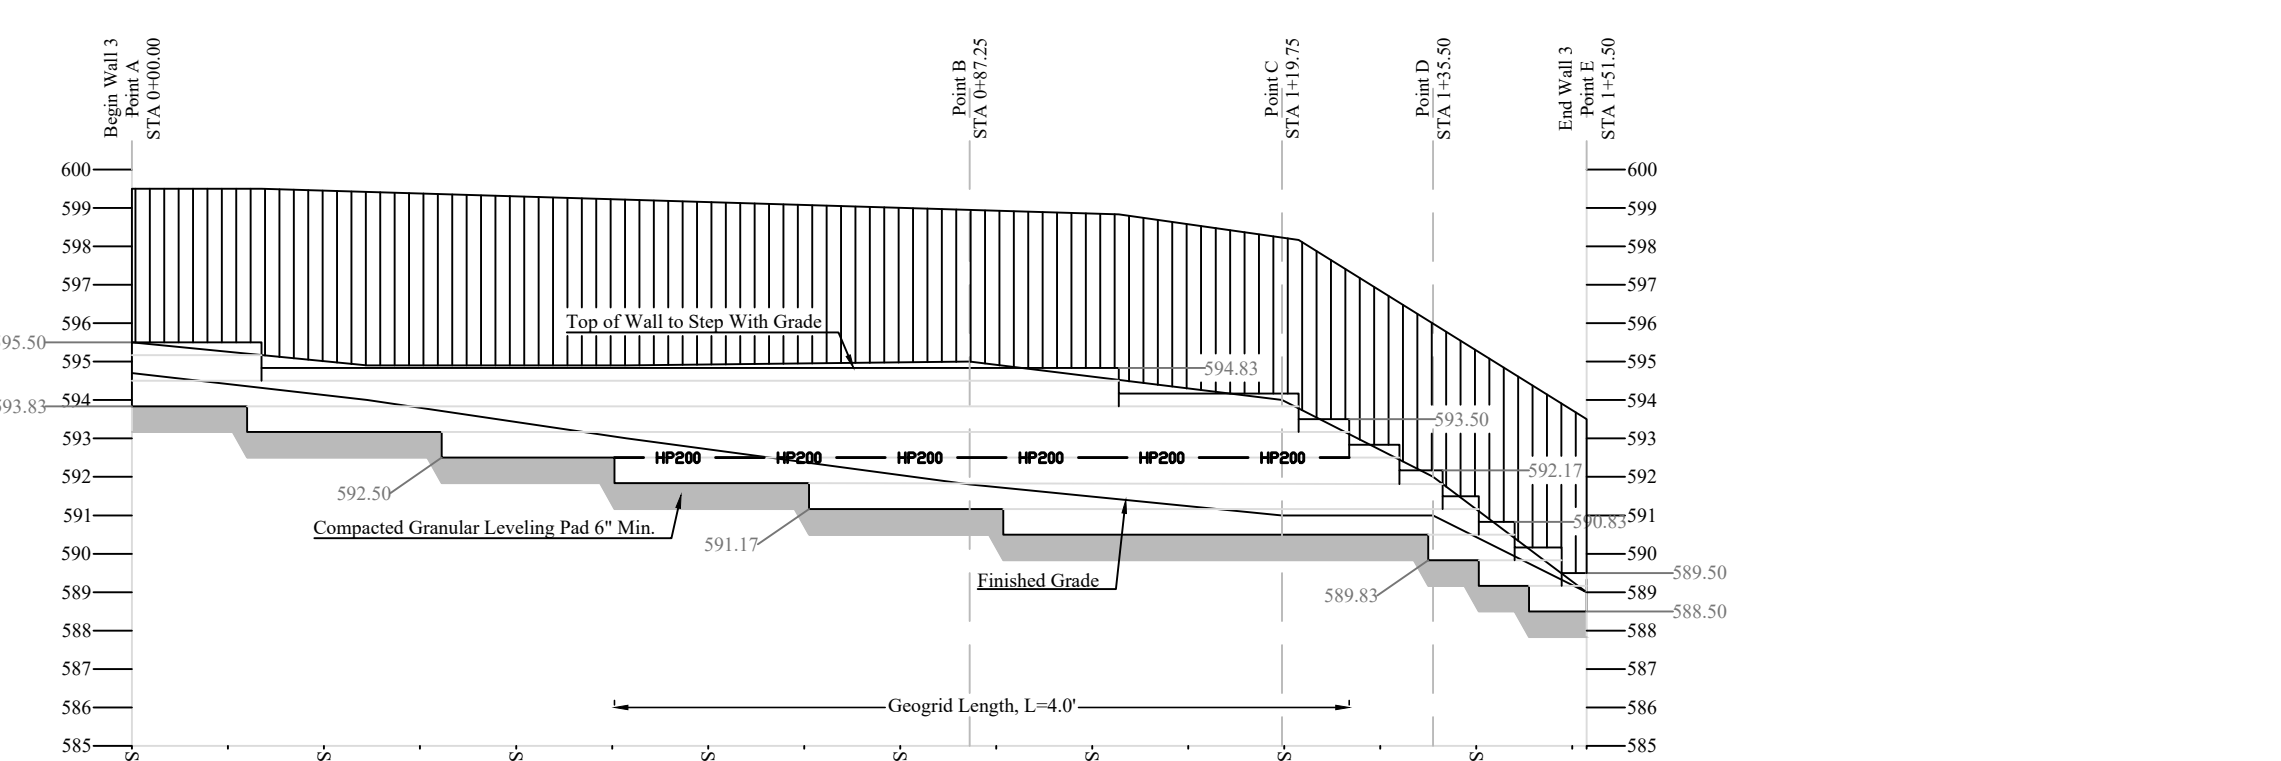 Begin Wall 3
Point A
STA 0+00.00
Point B
STA 0+87.25
Point C
STA 1+19.75
Point D
STA 1+35.50
End Wall 3
Point E
STA 1+51.50
600
599
598
597
596
595
594
593
592
591
590
589
588
587
586
585
600
599
598
597
596
595
594
593
592
591
590
589
588
587
586
585
95.50
93.83
Top of Wall to Step With Grade
594.83
593.50
HP200 HP200 HP200 HP200 HP200 HP200
592.17
592.50
Compacted Granular Leveling Pad 6" Min.
591.17
590.83
Finished Grade
589.83
589.50
588.50
Geogrid Length, L=4.0'
S S S S S S S S